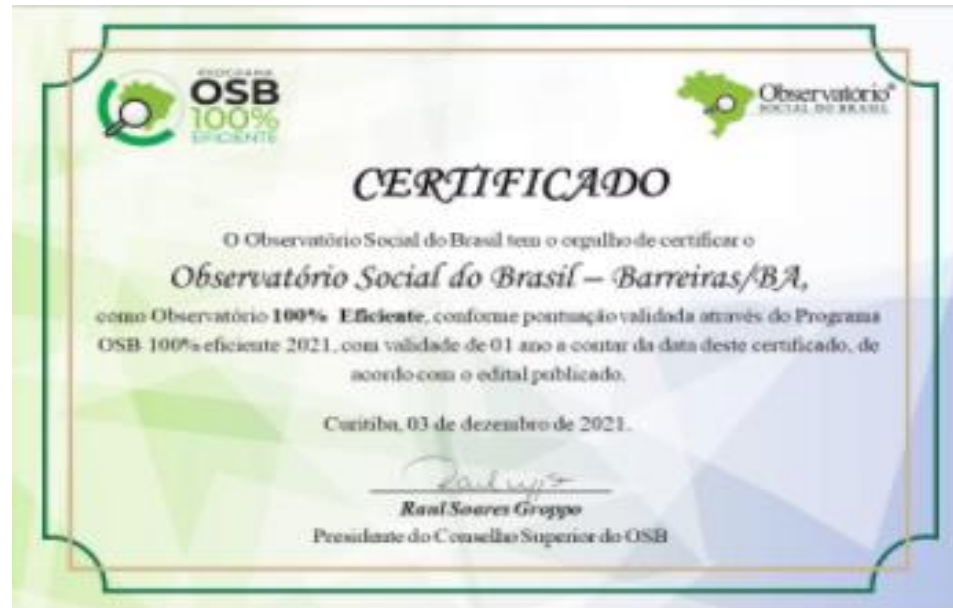 PROGRAMA
OSB
100%
EFICIENTE
Observatório
SOCIAL DO BRASIL
CERTIFICADO
O Observatório Social do Brasil tem o orgulho de certificar o
Observatório Social do Brasil – Barreiras/BA,
como Observatório 100% Eficiente, conforme pontuação validada através do Programa
OSB 100% eficiente 2021, com validade de 01 ano a contar da data deste certificado, de
acordo com o edital publicado.
Curitiba, 03 de dezembro de 2021.
Raul Soares Groppo
Presidente do Conselho Superior do OSB